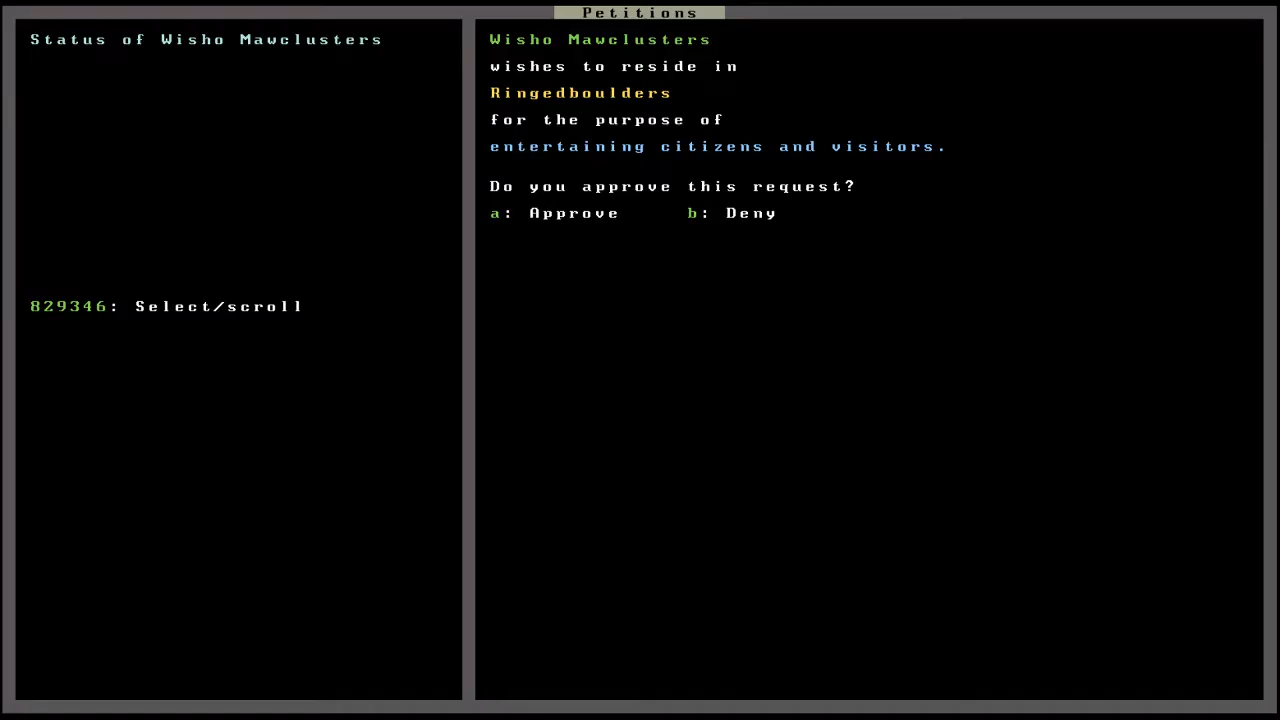 Petitions
Status of Wisho Mawclusters
829346: Select/scroll
Wisho Mawclusters
wishes to reside in
Ringedboulders
for the purpose of
entertaining citizens and visitors.
Do you approve this request?
a: Approve b: Deny